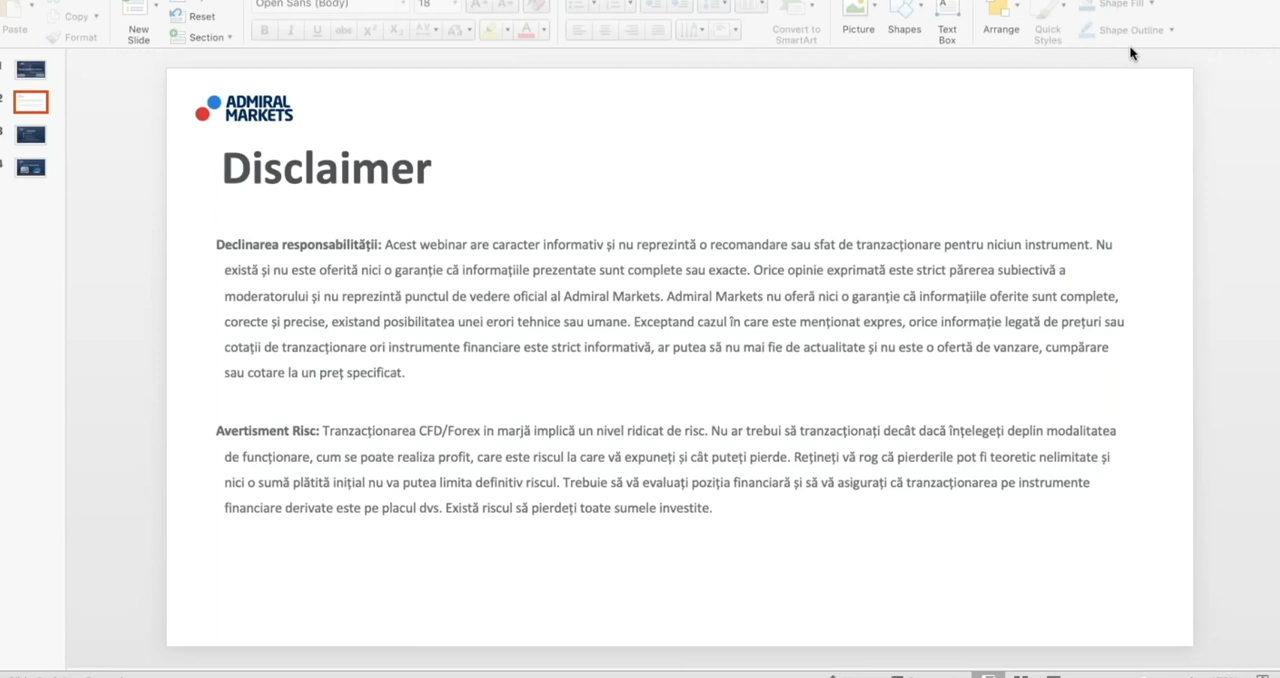 Open Sans (Body)
18
Shape Fill
Paste
Copy
Reset
Format
New Slide
Section
Convert to SmartArt
Picture
Shapes
Text Box
Arrange
Quick Styles
Shape Outline
2
3
ADMIRAL
MARKETS
Disclaimer
Declinarea responsabilității: Acest webinar are caracter informativ și nu reprezintă o recomandare sau sfat de tranzacționare pentru niciun instrument. Nu
există și nu este oferită nici o garanție că informațiile prezentate sunt complete sau exacte. Orice opinie exprimată este strict părerea subiectivă a
moderatorului și nu reprezintă punctul de vedere oficial al Admiral Markets. Admiral Markets nu oferă nici o garanție că informațiile oferite sunt complete,
corecte și precise, existand posibilitatea unei erori tehnice sau umane. Exceptand cazul în care este menționat expres, orice informație legată de prețuri sau
cotații de tranzacționare ori instrumente financiare este strict informativă, ar putea să nu mai fie de actualitate și nu este o ofertă de vanzare, cumpărare
sau cotare la un preț specificat.
Avertisment Risc: Tranzacționarea CFD/Forex in marjă implică un nivel ridicat de risc. Nu ar trebui să tranzacționați decât dacă înțelegeți deplin modalitatea
de funcționare, cum se poate realiza profit, care este riscul la care vă expuneți și cât puteți pierde. Rețineți vă rog că pierderile pot fi teoretic nelimitate și
nici o sumă plătită inițial nu va putea limita definitiv riscul. Trebuie să vă evaluați poziția financiară și să vă asigurați că tranzacționarea pe instrumente
financiare derivate este pe placul dvs. Există riscul să pierdeți toate sumele investite.